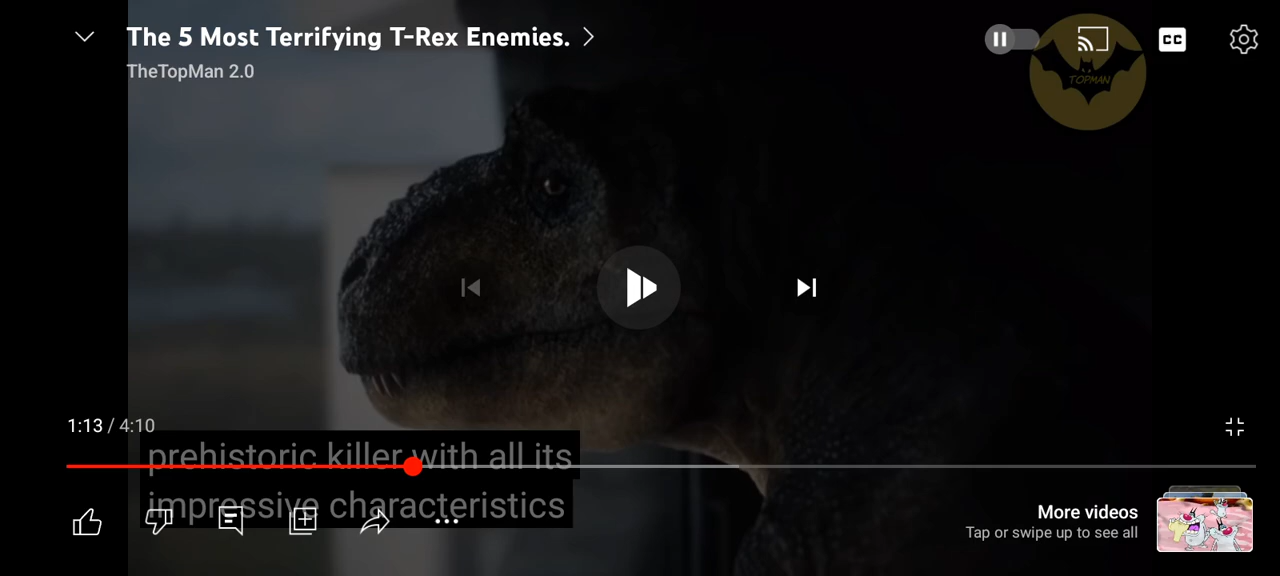 The 5 Most Terrifying T-Rex Enemies.
TheTopMan 2.0
CC
TOPMAN
1:13 / 4:10
prehistoric killer with all its
impressive characteristics
More videos
Tap or swipe up to see all